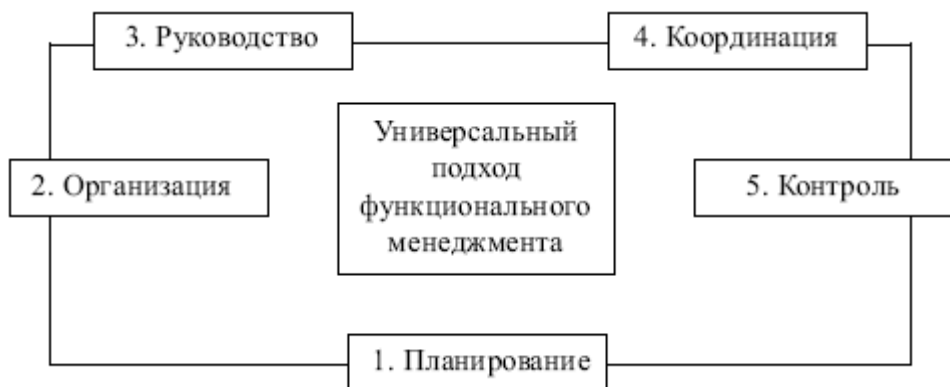 3. Руководство
4. Координация
Универсальный
подход
функционального
менеджмента
2. Организация
5. Контроль
1. Планирование